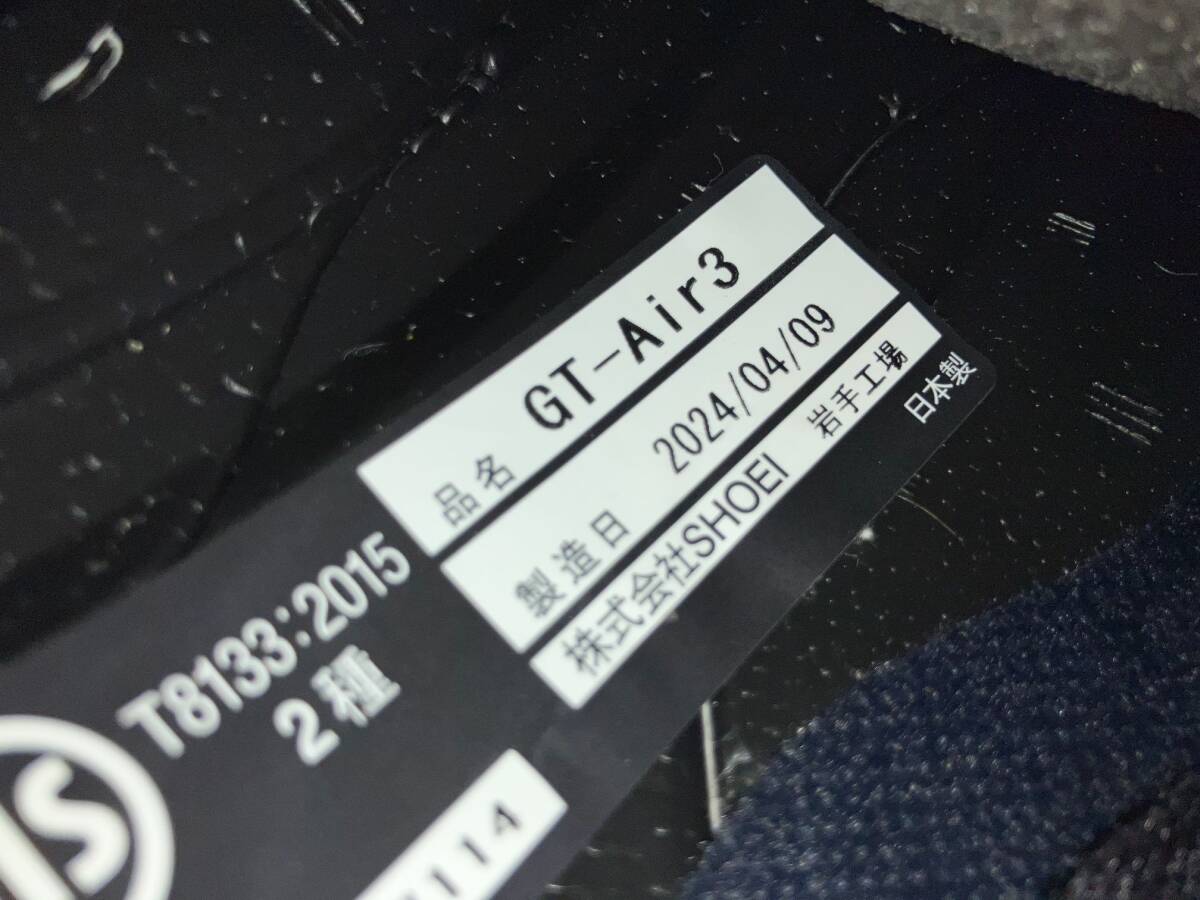 品名 GT-Air3
製造日 2024/04/09
株式会社SHOEI 岩手工場
日本製
T8133:2015
2種
114